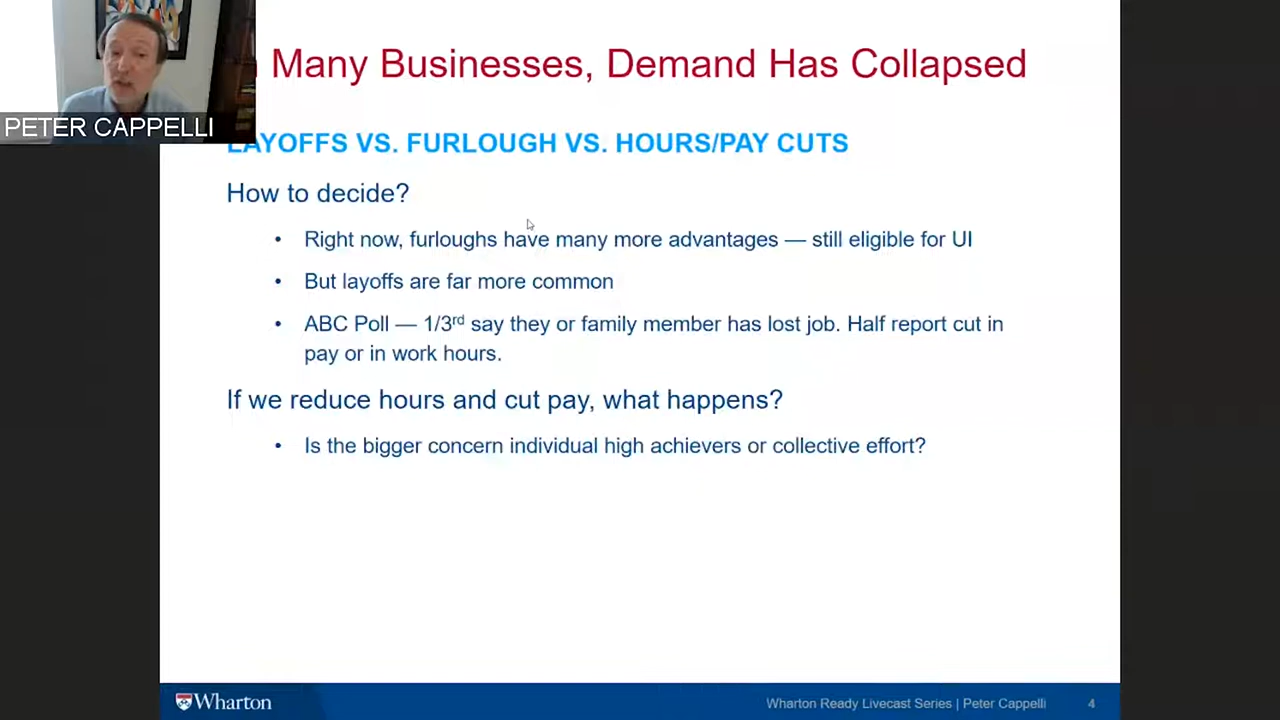 Many Businesses, Demand Has Collapsed
PETER CAPPELLI
LAYOFFS VS. FURLOUGH VS. HOURS/PAY CUTS
How to decide?
• Right now, furloughs have many more advantages — still eligible for UI
• But layoffs are far more common
• ABC Poll — 1/3rd say they or family member has lost job. Half report cut in
pay or in work hours.
If we reduce hours and cut pay, what happens?
• Is the bigger concern individual high achievers or collective effort?
Wharton
Wharton Ready Livecast Series | Peter Cappelli
4